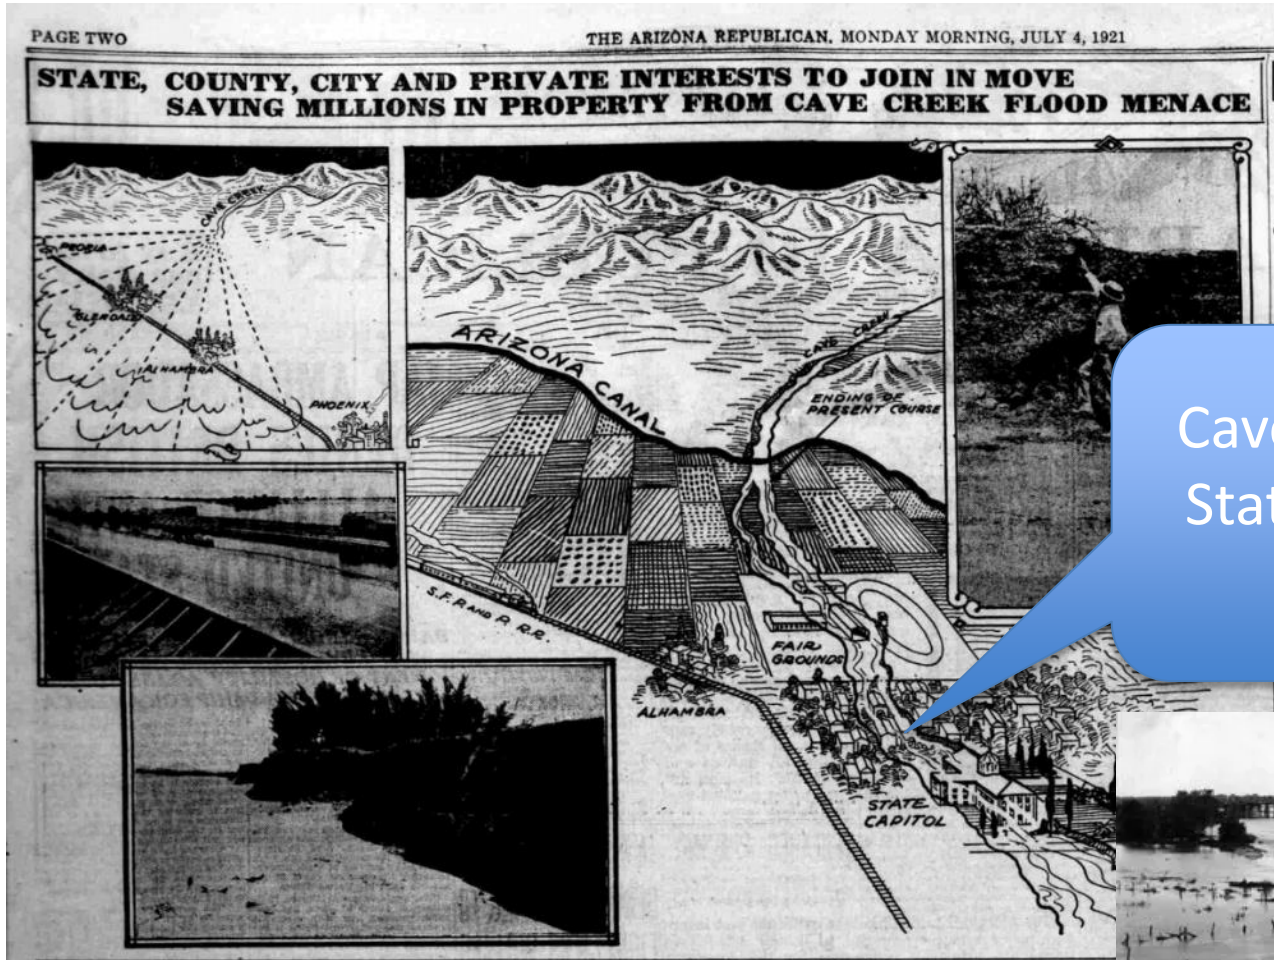 PAGE TWO
THE ARIZONA REPUBLICAN, MONDAY MORNING, JULY 4, 1921
STATE, COUNTY, CITY AND PRIVATE INTERESTS TO JOIN IN MOVE
SAVING MILLIONS IN PROPERTY FROM CAVE CREEK FLOOD MENACE
CAVE CREEK
PEORIA
GLENDALE
ALHAMBRA
PHOENIX
ARIZONA CANAL
CAVE CREEK
ENDING OF
PRESENT COURSE
S.F.P. AND P. R.R.
FAIR
GROUNDS
ALHAMBRA
STATE
CAPITOL
Cave
Stat